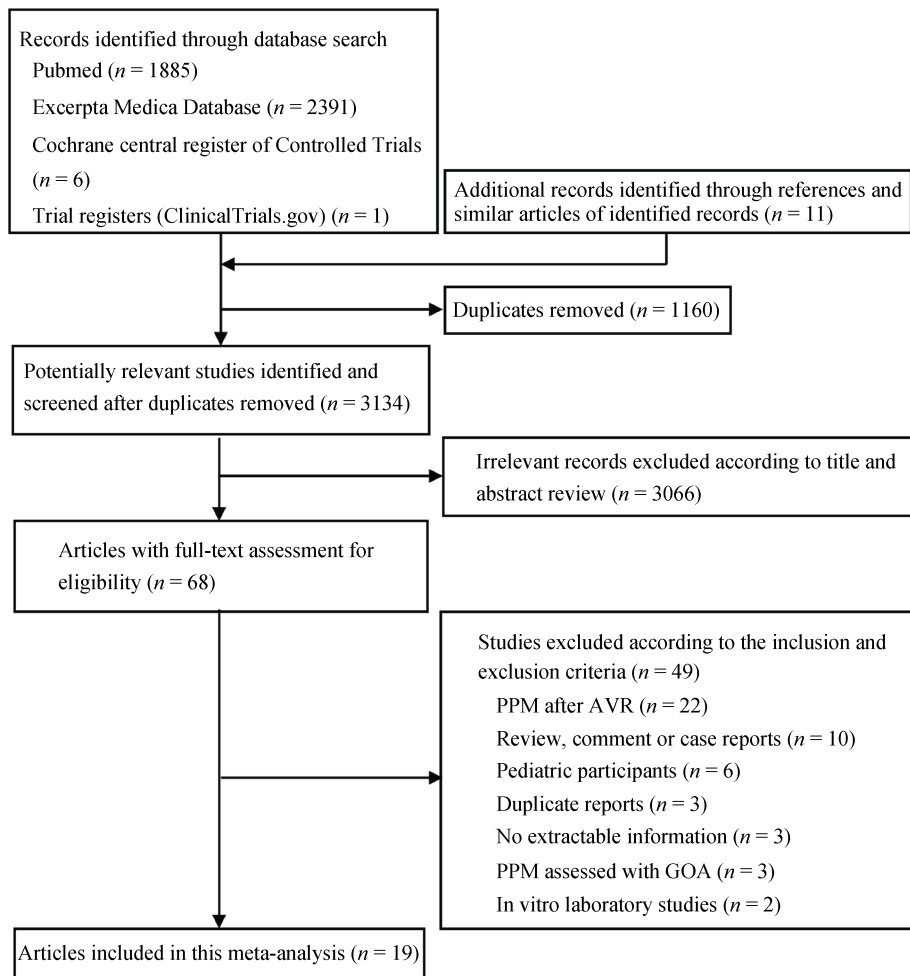 Records identified through database search
Pubmed (n = 1885)
Excerpta Medica Database (n = 2391)
Cochrane central register of Controlled Trials
(n = 6)
Trial registers (ClinicalTrials.gov) (n = 1)
Additional records identified through references and
similar articles of identified records (n = 11)
Duplicates removed (n = 1160)
Potentially relevant studies identified and
screened after duplicates removed (n = 3134)
Irrelevant records excluded according to title and
abstract review (n = 3066)
Articles with full-text assessment for
eligibility (n = 68)
Studies excluded according to the inclusion and
exclusion criteria (n = 49)
PPM after AVR (n = 22)
Review, comment or case reports (n = 10)
Pediatric participants (n = 6)
Duplicate reports (n = 3)
No extractable information (n = 3)
PPM assessed with GOA (n = 3)
In vitro laboratory studies (n = 2)
Articles included in this meta-analysis (n = 19)